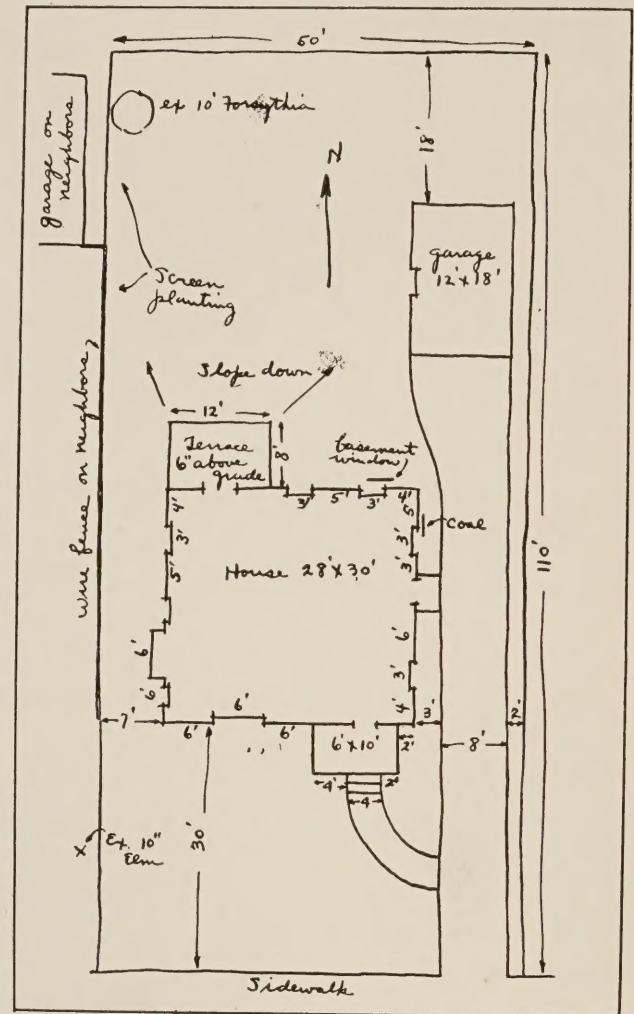 50'
ex 10' Forsythia
garage on
neighbors
18'
N
garage
12' x 18'
Screen
planting
Slope down
12'
8'
Terrace
6" above
grade
basement
window
wire fence on neighbors
4'
3'
5'
3'
5'
3'
4'
5'
3'
3'
Coal
House 28' x 30'
110'
6'
6'
6'
3'
4'
7'
6'
6'
6'
6' x 10'
2'
3'
8'
2'
4'
4
2'
30'
x
Ex. 10"
Elm
Sidewalk